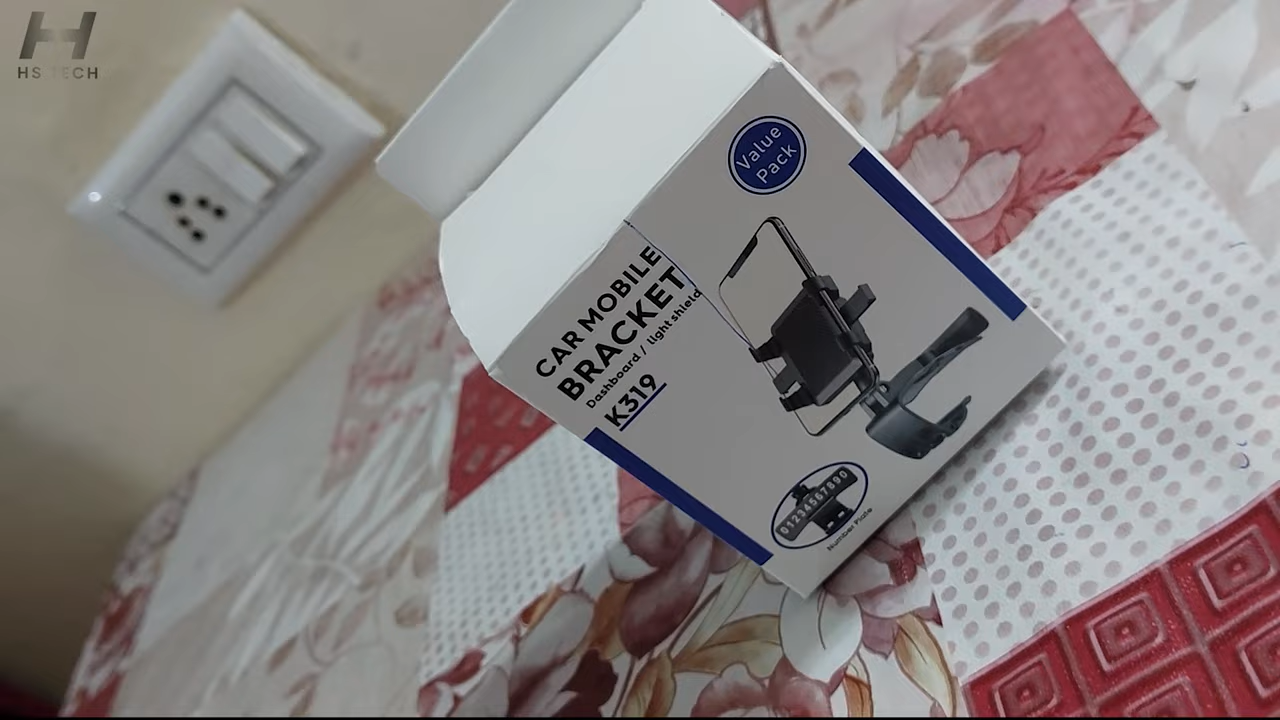 HS TECH
Value
Pack
CAR MOBILE
BRACKET
Dashboard / light shield
K319
01234567890
Number Plate